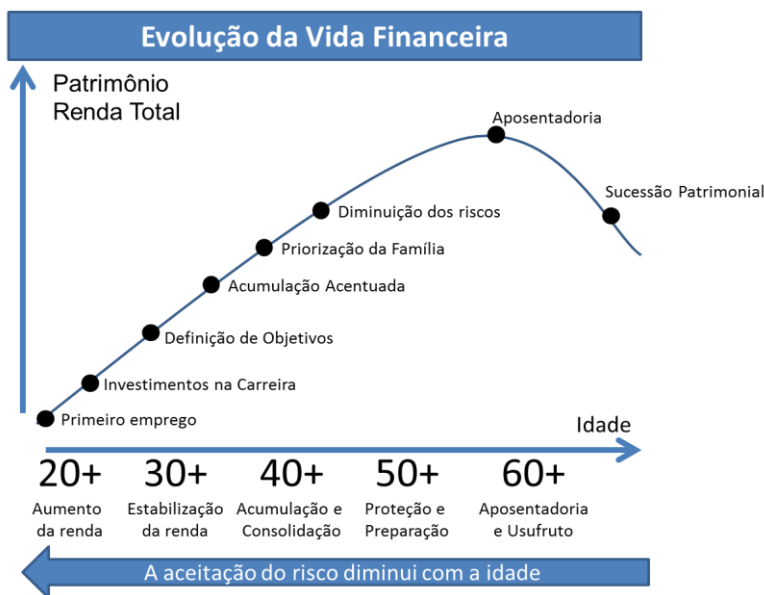 Evolução da Vida Financeira
Patrimônio
Renda Total
Aposentadoria
Sucessão Patrimonial
Diminuição dos riscos
Priorização da Família
Acumulação Acentuada
Definição de Objetivos
Investimentos na Carreira
Primeiro emprego
Idade
20+ 30+ 40+ 50+ 60+
Aumento Estabilização Acumulação e Proteção e Aposentadoria
da renda da renda Consolidação Preparação e Usufruto
A aceitação do risco diminui com a idade